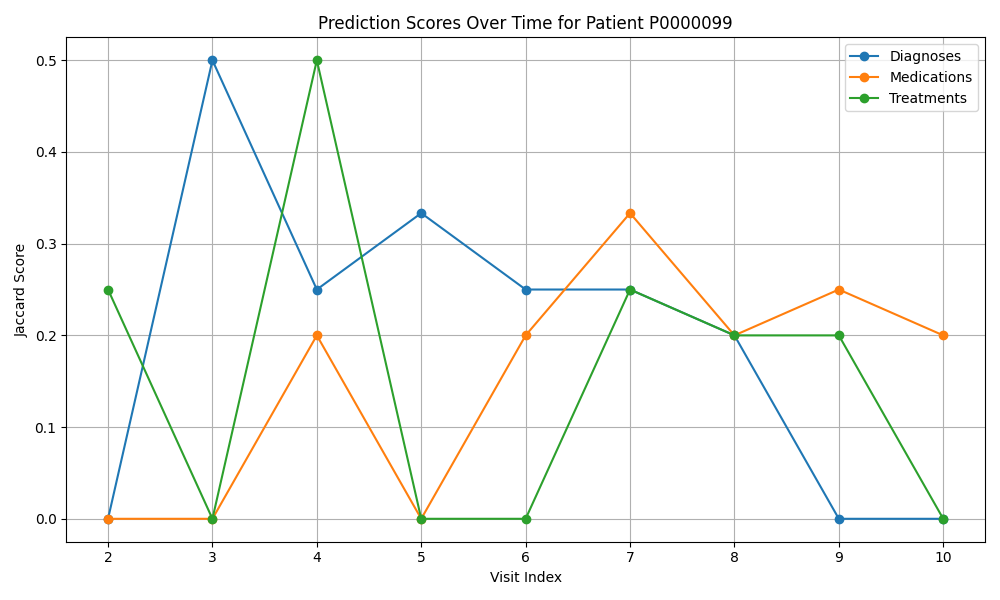 Prediction Scores Over Time for Patient P0000099
Diagnoses
Medications
Treatments
Jaccard Score
0.5
0.4
0.3
0.2
0.1
0.0
2 3 4 5 6 7 8 9 10
Visit Index